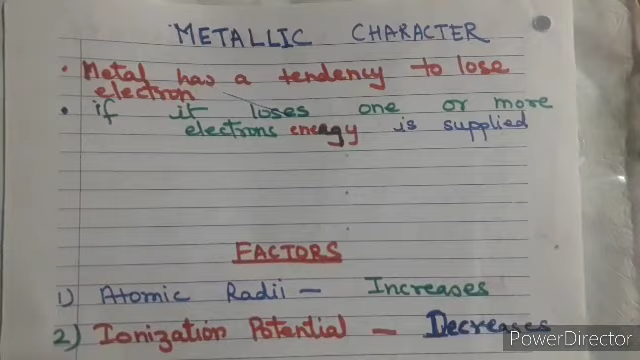 METALLIC CHARACTER
• Metal has a tendency to lose
electron
• if it loses one or more
electrons energy is supplied
FACTORS
1) Atomic Radii - Increases
2) Ionization Potential - Decreases
PowerDirector